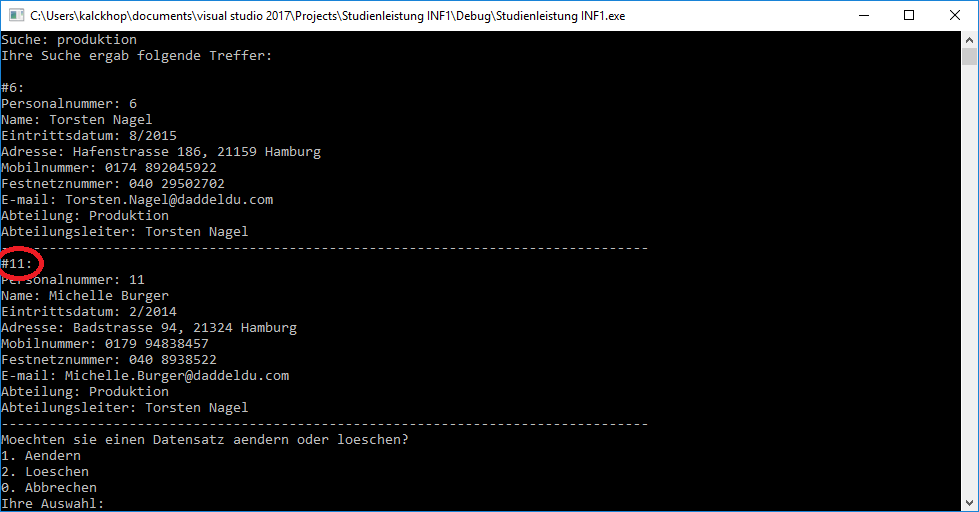 C:\Users\kalckhop\documents\visual studio 2017\Projects\Studienleistung INF1\Debug\Studienleistung INF1.exe
Suche: produktion
Ihre Suche ergab folgende Treffer:
#6:
Personalnummer: 6
Name: Torsten Nagel
Eintrittsdatum: 8/2015
Adresse: Hafenstrasse 186, 21159 Hamburg
Mobilnummer: 0174 892045922
Festnetznummer: 040 29502702
E-mail: Torsten.Nagel@daddeldu.com
Abteilung: Produktion
Abteilungsleiter: Torsten Nagel
---------------------------------------------------------------------------------
#11:
Personalnummer: 11
Name: Michelle Burger
Eintrittsdatum: 2/2014
Adresse: Badstrasse 94, 21324 Hamburg
Mobilnummer: 0179 94838457
Festnetznummer: 040 8938522
E-mail: Michelle.Burger@daddeldu.com
Abteilung: Produktion
Abteilungsleiter: Torsten Nagel
---------------------------------------------------------------------------------
Moechten sie einen Datensatz aendern oder loeschen?
1. Aendern
2. Loeschen
0. Abbrechen
Ihre Auswahl: